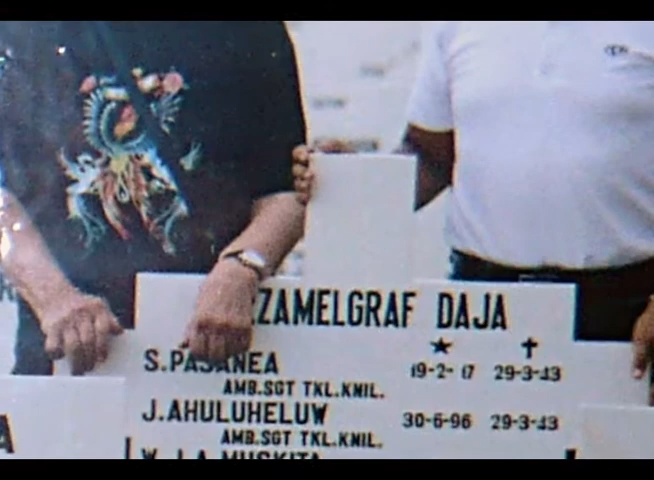 ZAMELGRAF DAJA
★ ✝
S.PASANEA 19-2-17 29-3-43
AMB.SGT TKL.KNIL.
J.AHULUHELUW 30-6-96 29-3-43
AMB.SGT TKL.KNIL.
W.J.A. MUSKITA
A